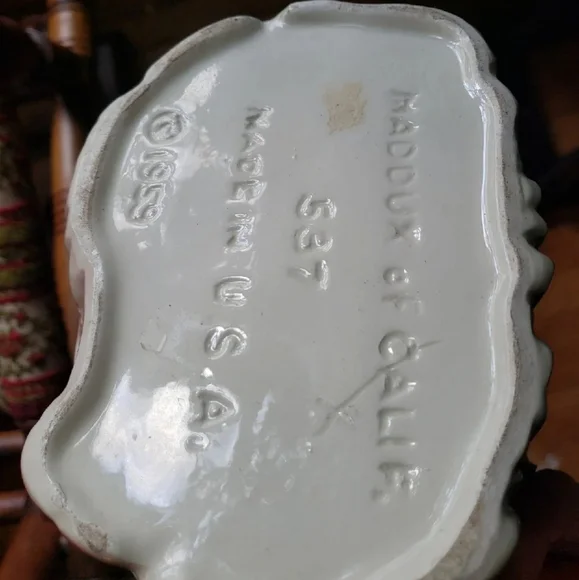 MADDUX of CALIF
537
MADE IN U S A.
© 1959